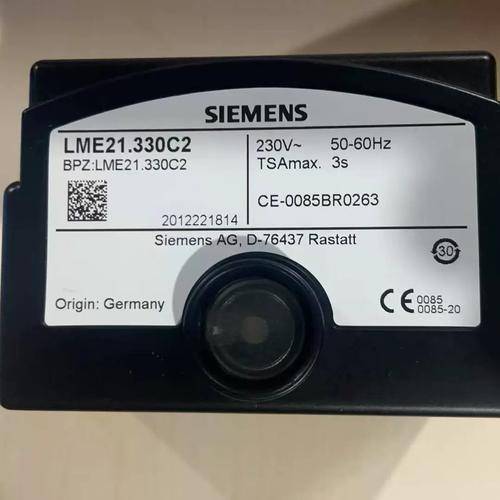 SIEMENS
LME21.330C2
BPZ:LME21.330C2
230V~ 50-60Hz
TSAmax. 3s
CE-0085BR0263
2012221814
Siemens AG, D-76437 Rastatt
30
Origin: Germany
CE 0085
0085-20